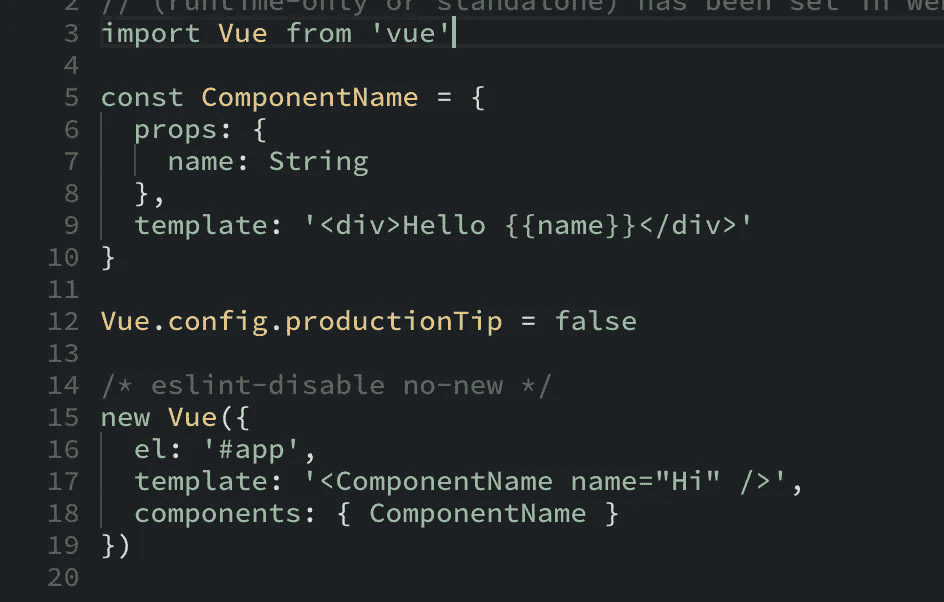 2 // (runtime-only or standalone) has been set in we
3 import Vue from 'vue'
4
5 const ComponentName = {
6 props: {
7 name: String
8 },
9 template: '<div>Hello {{name}}</div>'
10 }
11
12 Vue.config.productionTip = false
13
14 /* eslint-disable no-new */
15 new Vue({
16 el: '#app',
17 template: '<ComponentName name="Hi" />',
18 components: { ComponentName }
19 })
20